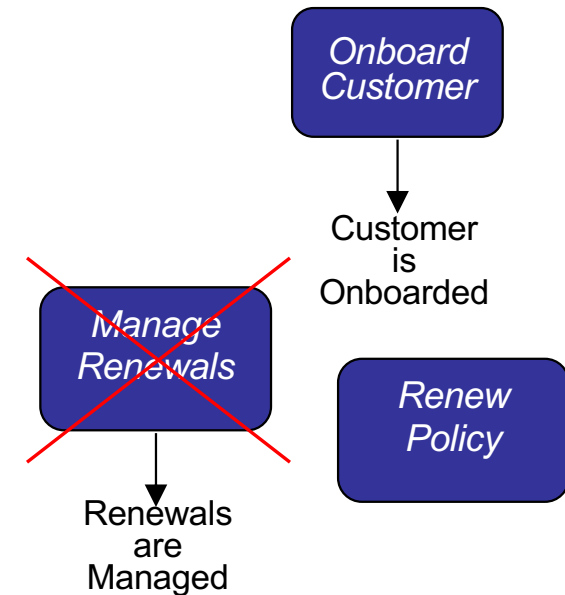 Onboard
Customer
Customer
is
Onboarded
Manage
Renewals
Renew
Policy
Renewals
are
Managed